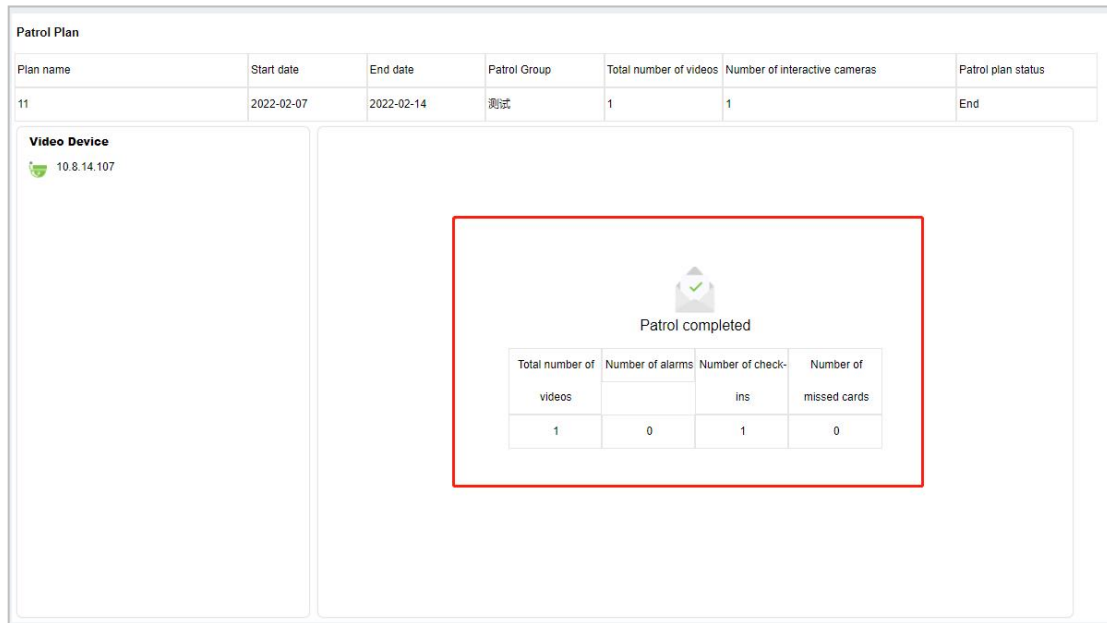 Patrol Plan
Plan name Start date End date Patrol Group Total number of videos Number of interactive cameras Patrol plan status
11 2022-02-07 2022-02-14 测试 1 1 End
Video Device
10.8.14.107
Patrol completed
Total number of Number of alarms Number of check- Number of
videos ins missed cards
1 0 1 0